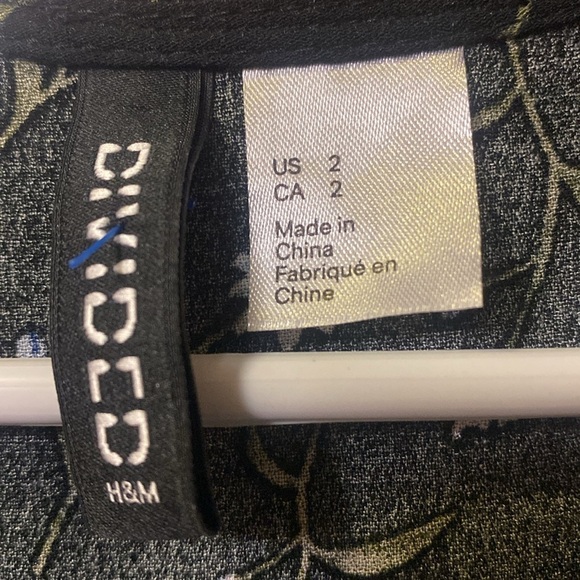 DIVIDED
H&M
US 2
CA 2
Made in
China
Fabriqué en
Chine